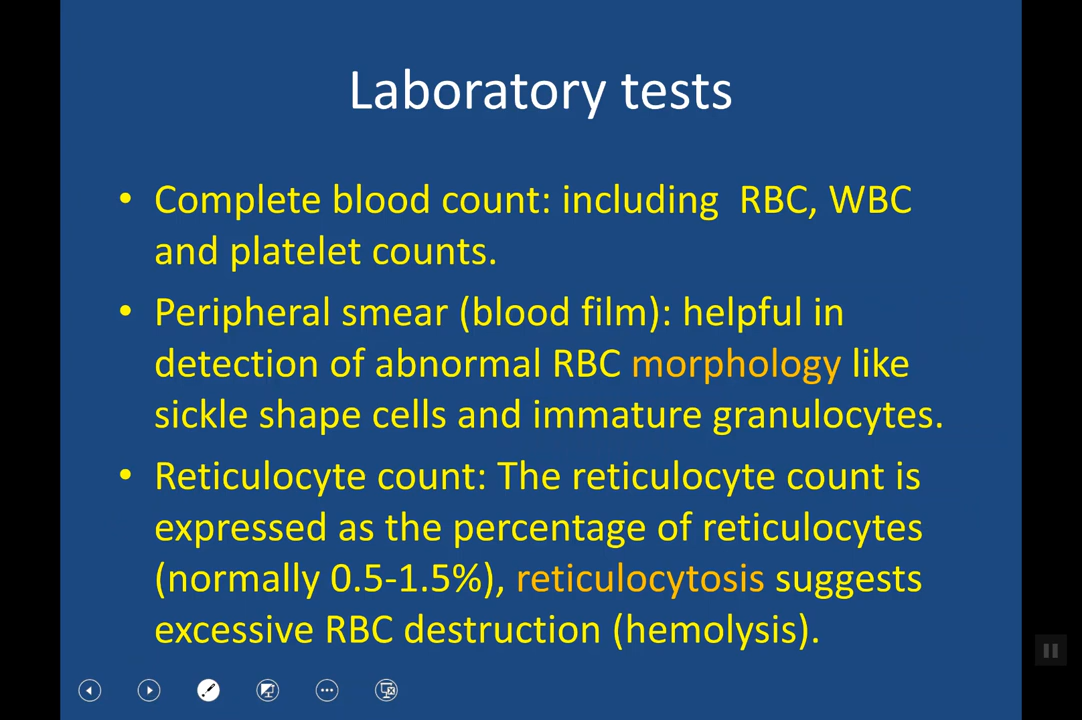 Laboratory tests
• Complete blood count: including  RBC, WBC
and platelet counts.
• Peripheral smear (blood film): helpful in
detection of abnormal RBC morphology like
sickle shape cells and immature granulocytes.
• Reticulocyte count: The reticulocyte count is
expressed as the percentage of reticulocytes
(normally 0.5-1.5%), reticulocytosis suggests
excessive RBC destruction (hemolysis).